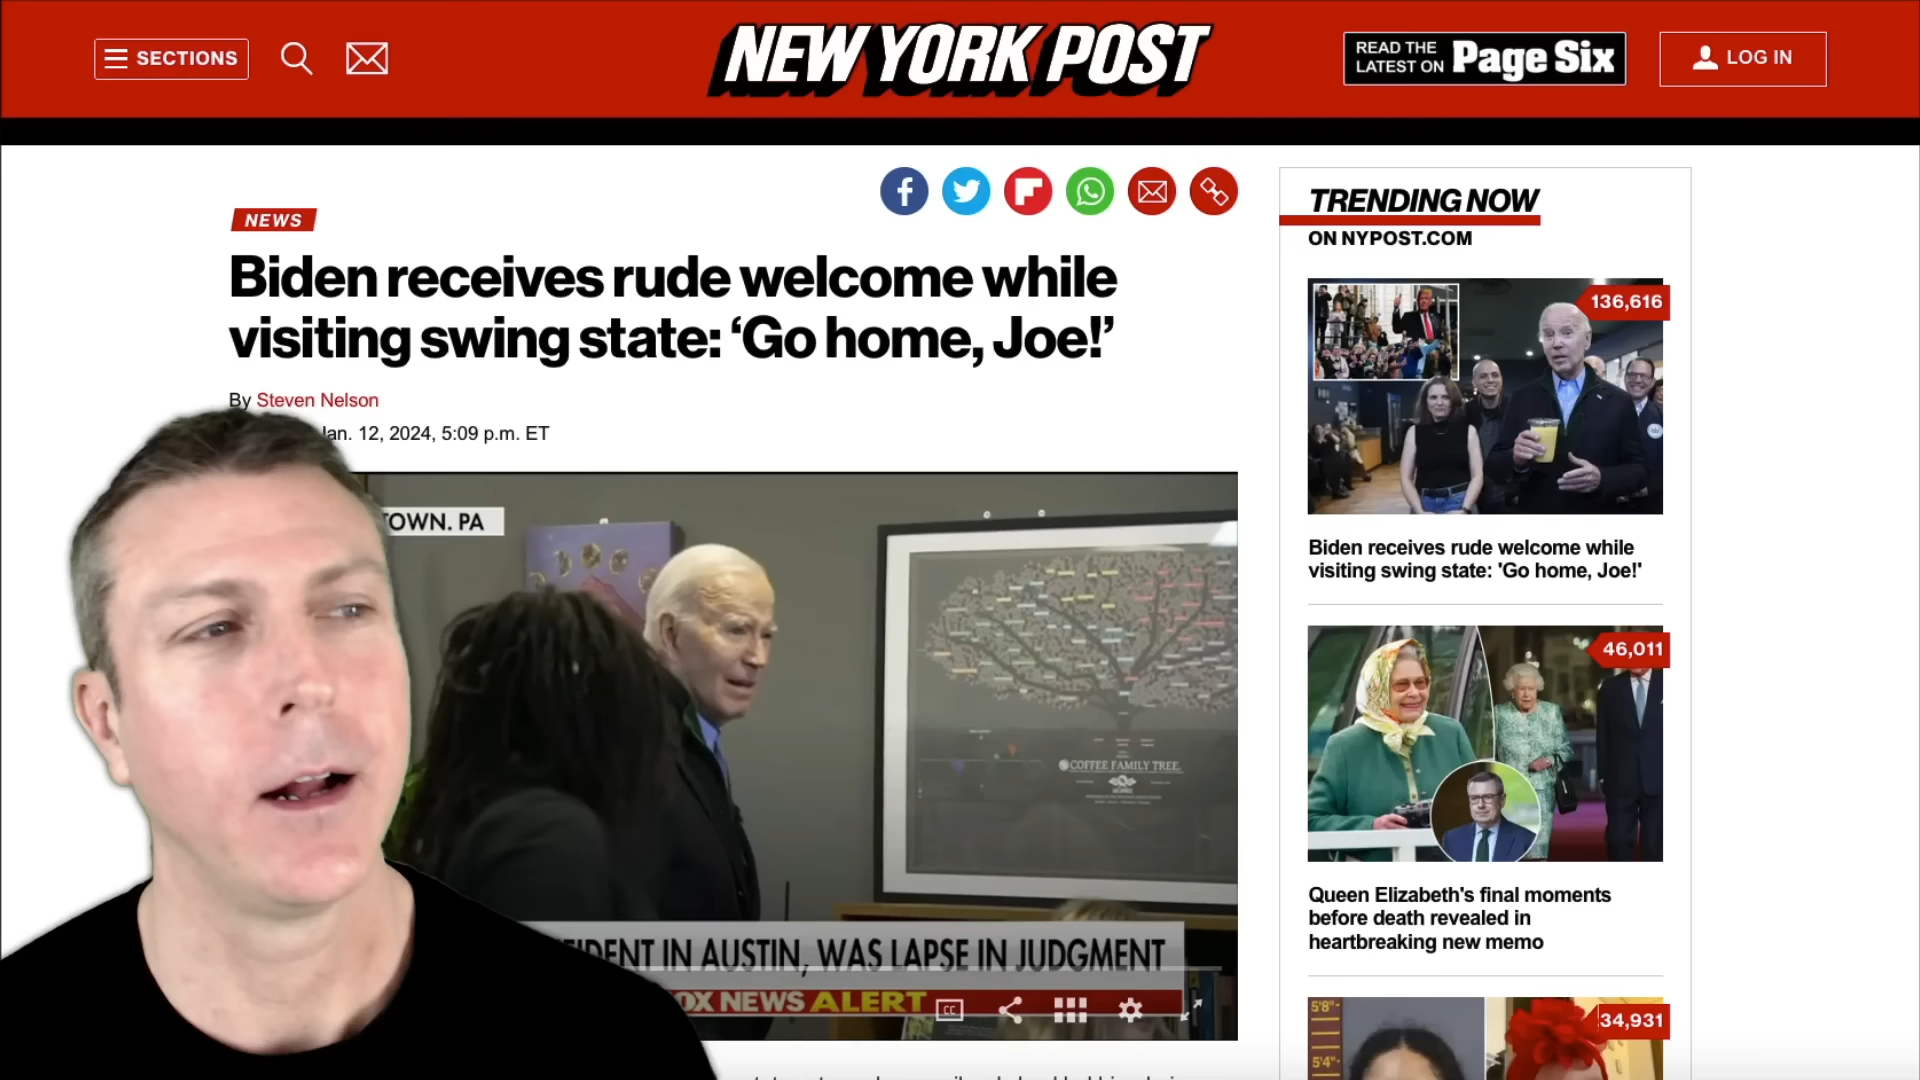 SECTIONS
NEW YORK POST
READ THE
LATEST ON
Page Six
LOG IN
NEWS
Biden receives rude welcome while
visiting swing state: ‘Go home, Joe!’
By Steven Nelson
Jan. 12, 2024, 5:09 p.m. ET
TOWN. PA
COFFEE FAMILY TREE.
IDENT IN AUSTIN, WAS LAPSE IN JUDGMENT
OX NEWS ALERT
CC
TRENDING NOW
ON NYPOST.COM
136,616
Biden receives rude welcome while
visiting swing state: 'Go home, Joe!'
46,011
Queen Elizabeth's final moments
before death revealed in
heartbreaking new memo
34,931
5'8"
5'4"